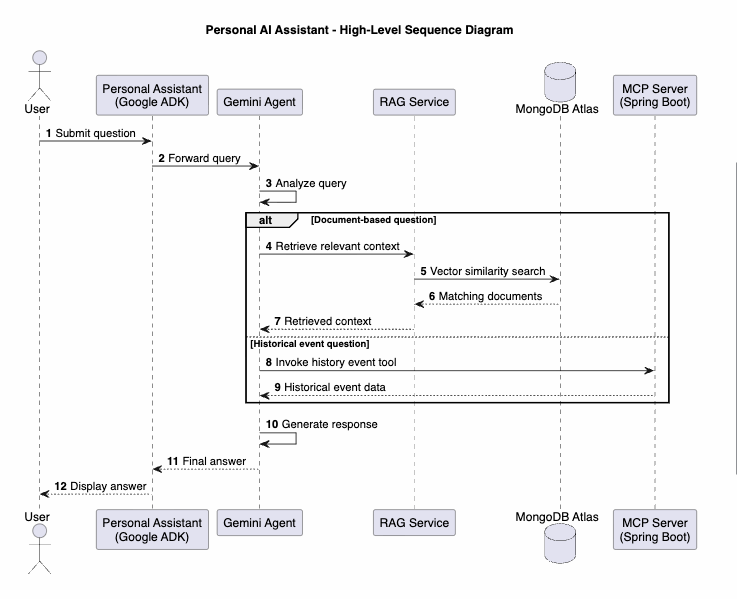 Personal AI Assistant - High-Level Sequence Diagram
User
Personal Assistant
(Google ADK)
Gemini Agent
RAG Service
MongoDB Atlas
MCP Server
(Spring Boot)
1 Submit question
2 Forward query
3 Analyze query
alt [Document-based question]
4 Retrieve relevant context
5 Vector similarity search
6 Matching documents
7 Retrieved context
[Historical event question]
8 Invoke history event tool
9 Historical event data
10 Generate response
11 Final answer
12 Display answer
User
Personal Assistant
(Google ADK)
Gemini Agent
RAG Service
MongoDB Atlas
MCP Server
(Spring Boot)